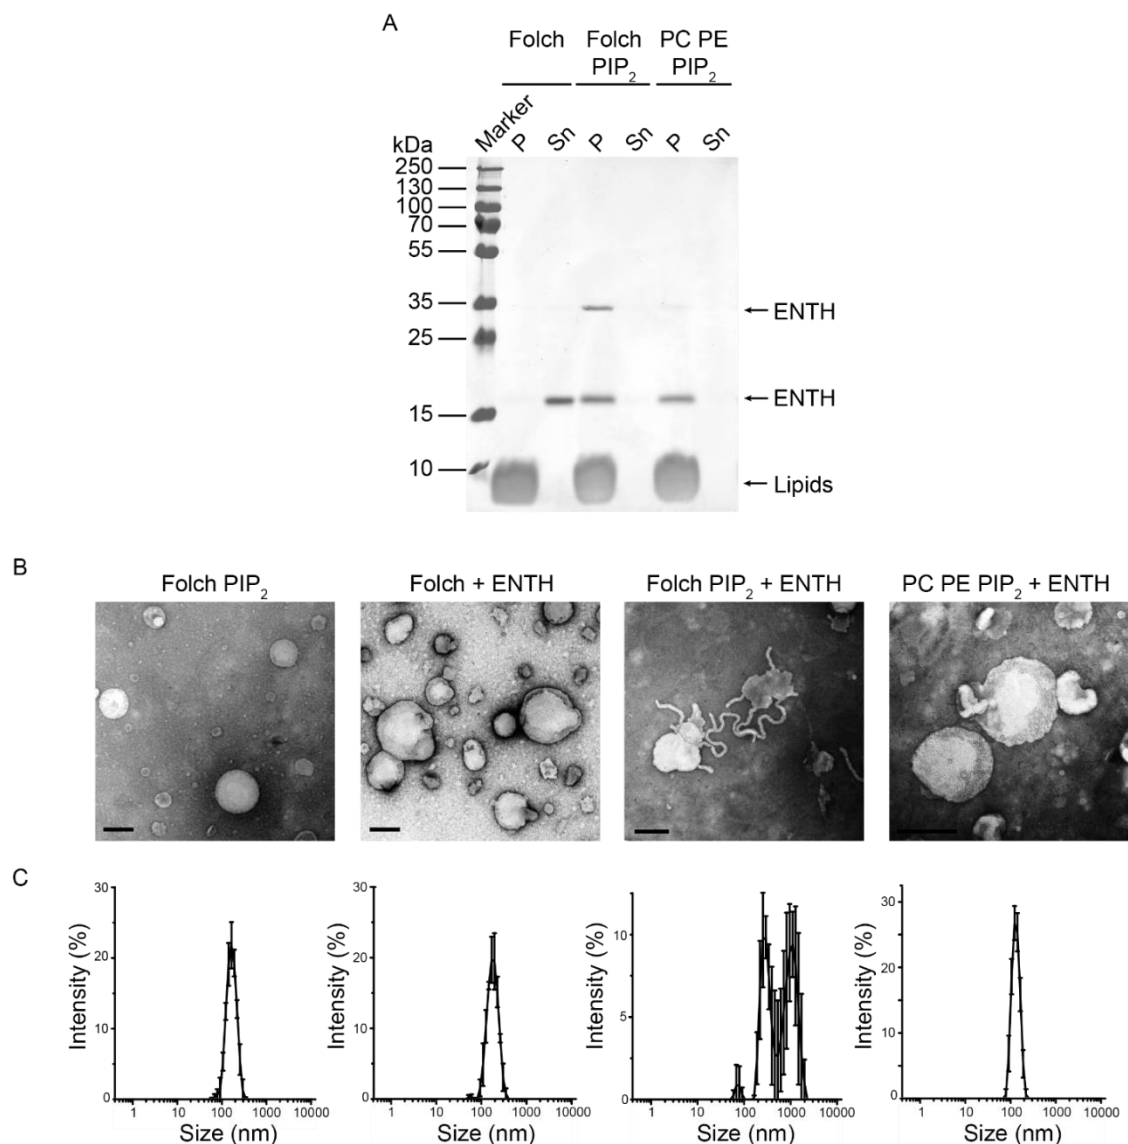 A
Folch Folch PC PE
PIP2 PIP2
Marker P Sn P Sn P Sn
kDa
250
130
100
70
55
35
25
15
10
ENTH
ENTH
Lipids
B
Folch PIP2 Folch + ENTH Folch PIP2 + ENTH PC PE PIP2 + ENTH
C
30 30 10 30
20 20 5 20
10 10 0 10
0 0 0
Intensity (%) Intensity (%) Intensity (%) Intensity (%)
1 10 100 1000 10000 1 10 100 1000 10000 1 10 100 1000 10000 1 10 100 1000 10000
Size (nm) Size (nm) Size (nm) Size (nm)